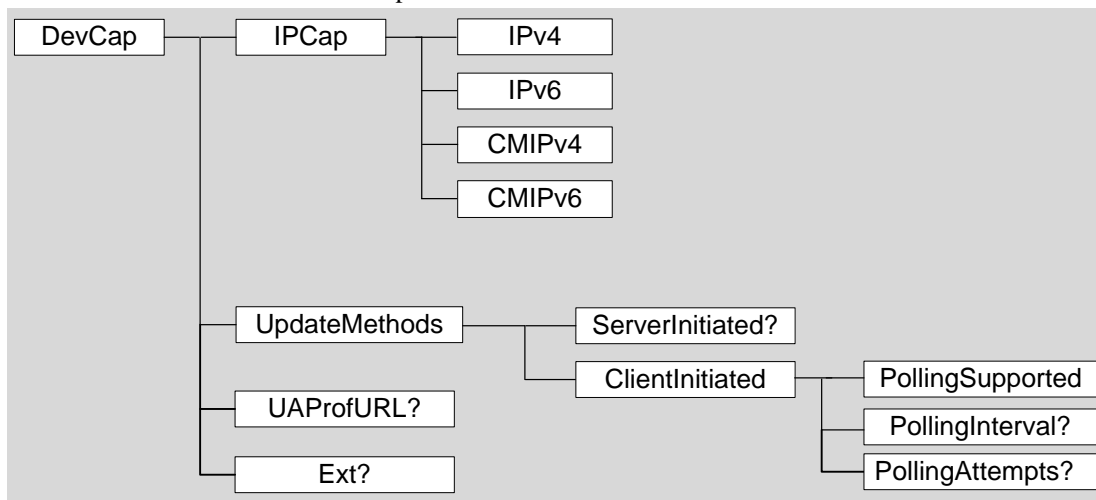 DevCap
IPCap
IPv4
IPv6
CMIPv4
CMIPv6
UpdateMethods
ServerInitiated?
ClientInitiated
PollingSupported
PollingInterval?
PollingAttempts?
UAProfURL?
Ext?